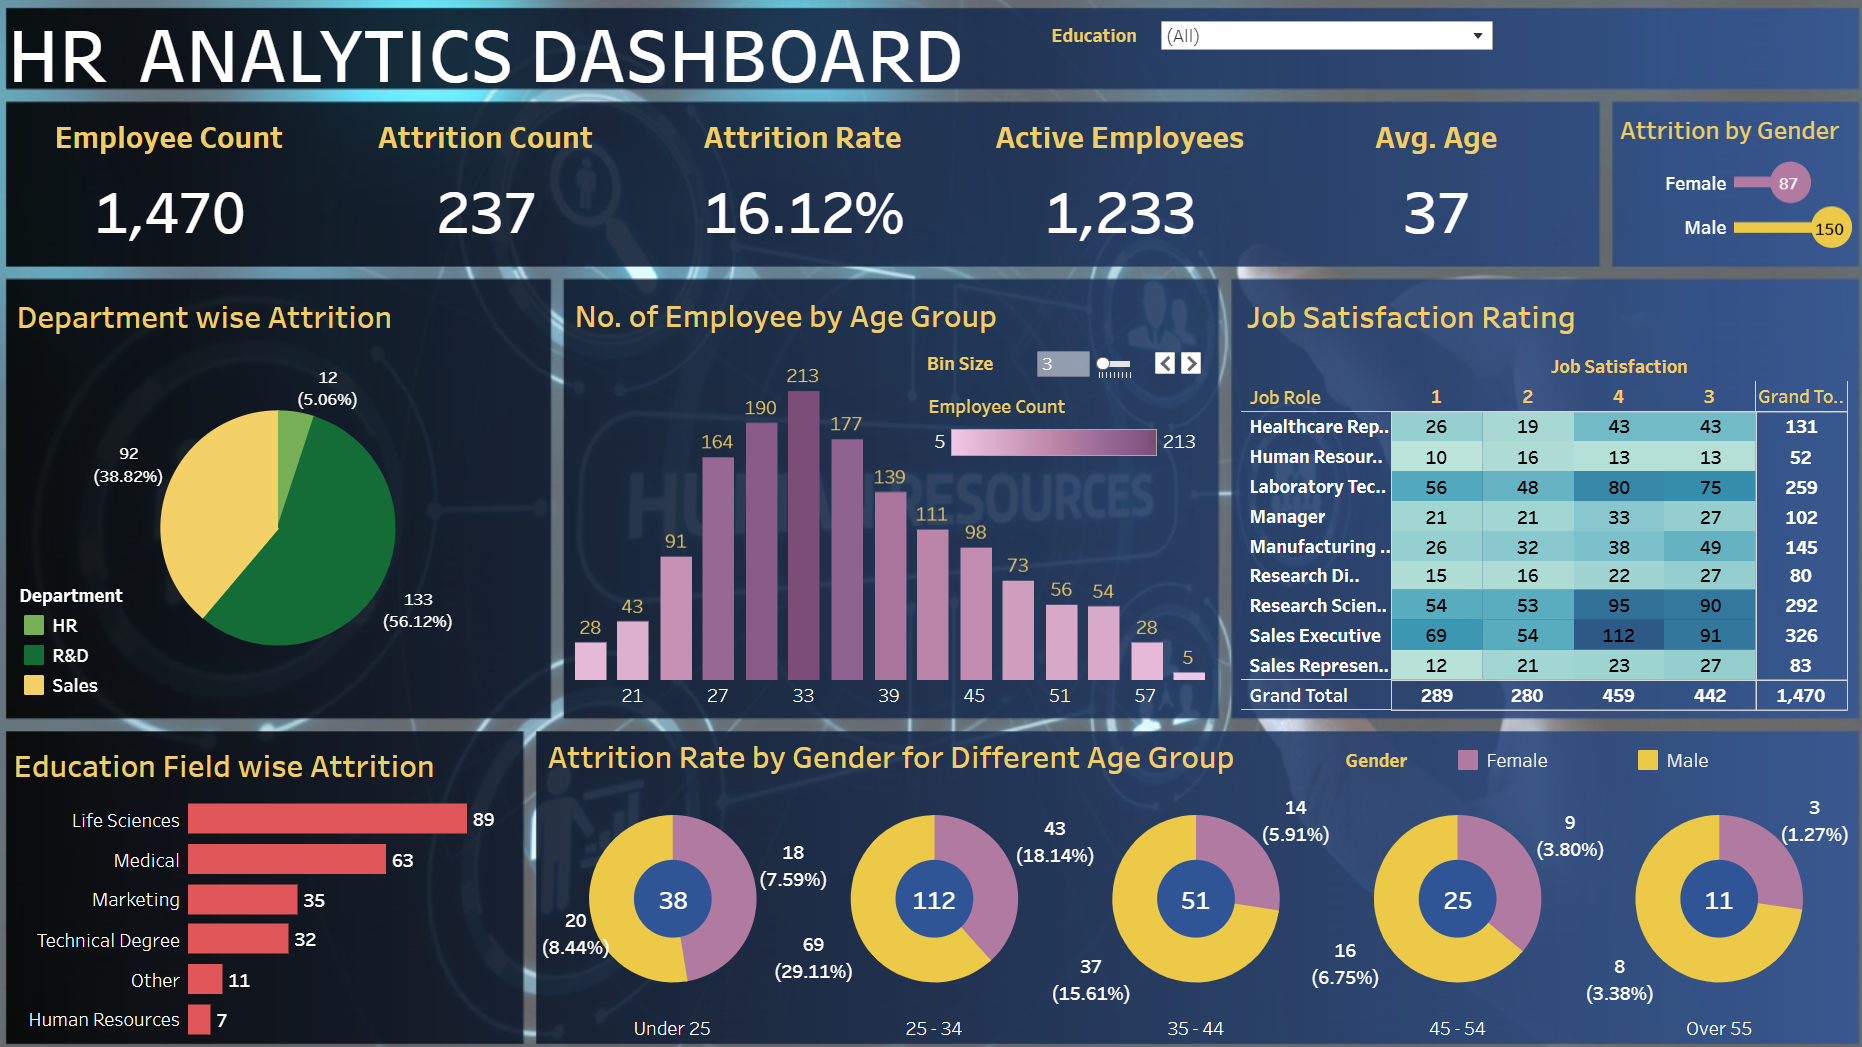 HR ANALYTICS DASHBOARD
Education (All)
Employee Count
1,470
Attrition Count
237
Attrition Rate
16.12%
Active Employees
1,233
Avg. Age
37
Attrition by Gender
Female 87
Male 150
Department wise Attrition
12
(5.06%)
92
(38.82%)
133
(56.12%)
Department
HR
R&D
Sales
No. of Employee by Age Group
Bin Size 3
Employee Count
5 213
28 43 91 164 190 213 177 139 111 98 73 56 54 28 5
21 27 33 39 45 51 57
HUMAN RESOURCES
Job Satisfaction Rating
Job Satisfaction
Job Role 1 2 4 3 Grand To..
Healthcare Rep.. 26 19 43 43 131
Human Resour.. 10 16 13 13 52
Laboratory Tec.. 56 48 80 75 259
Manager 21 21 33 27 102
Manufacturing .. 26 32 38 49 145
Research Di.. 15 16 22 27 80
Research Scien.. 54 53 95 90 292
Sales Executive 69 54 112 91 326
Sales Represen.. 12 21 23 27 83
Grand Total 289 280 459 442 1,470
Education Field wise Attrition
Life Sciences 89
Medical 63
Marketing 35
Technical Degree 32
Other 11
Human Resources 7
Attrition Rate by Gender for Different Age Group
Gender Female Male
38
18
(7.59%)
20
(8.44%)
Under 25
112
43
(18.14%)
69
(29.11%)
25 - 34
51
14
(5.91%)
37
(15.61%)
35 - 44
25
9
(3.80%)
16
(6.75%)
45 - 54
11
3
(1.27%)
8
(3.38%)
Over 55